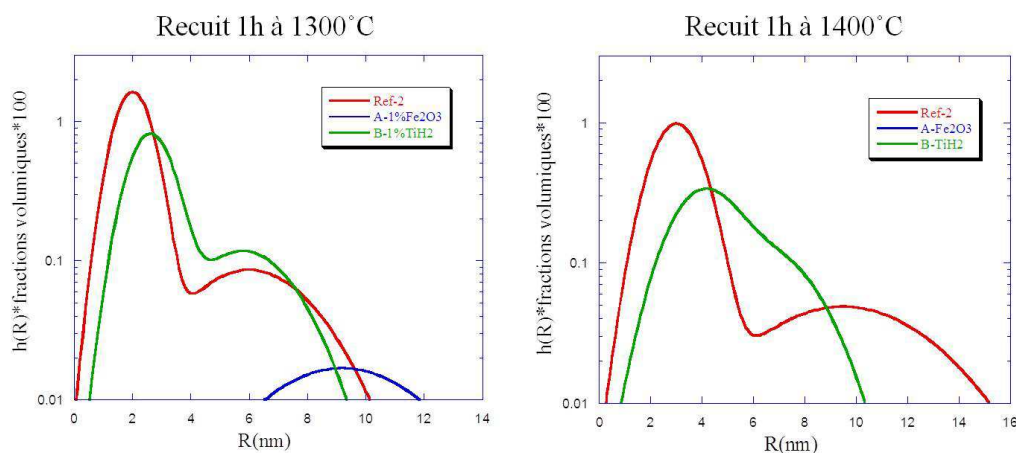 Recuit 1h à 1300˚C
h(R)*fractions volumiques*100
1
0.1
0.01
Ref-2
A-1%Fe2O3
B-1%TiH2
0 2 4 6 8 10 12 14
R(nm)
Recuit 1h à 1400˚C
h(R)*fractions volumiques*100
1
0.1
0.01
Ref-2
A-Fe2O3
B-TiH2
0 2 4 6 8 10 12 14 16
R(nm)